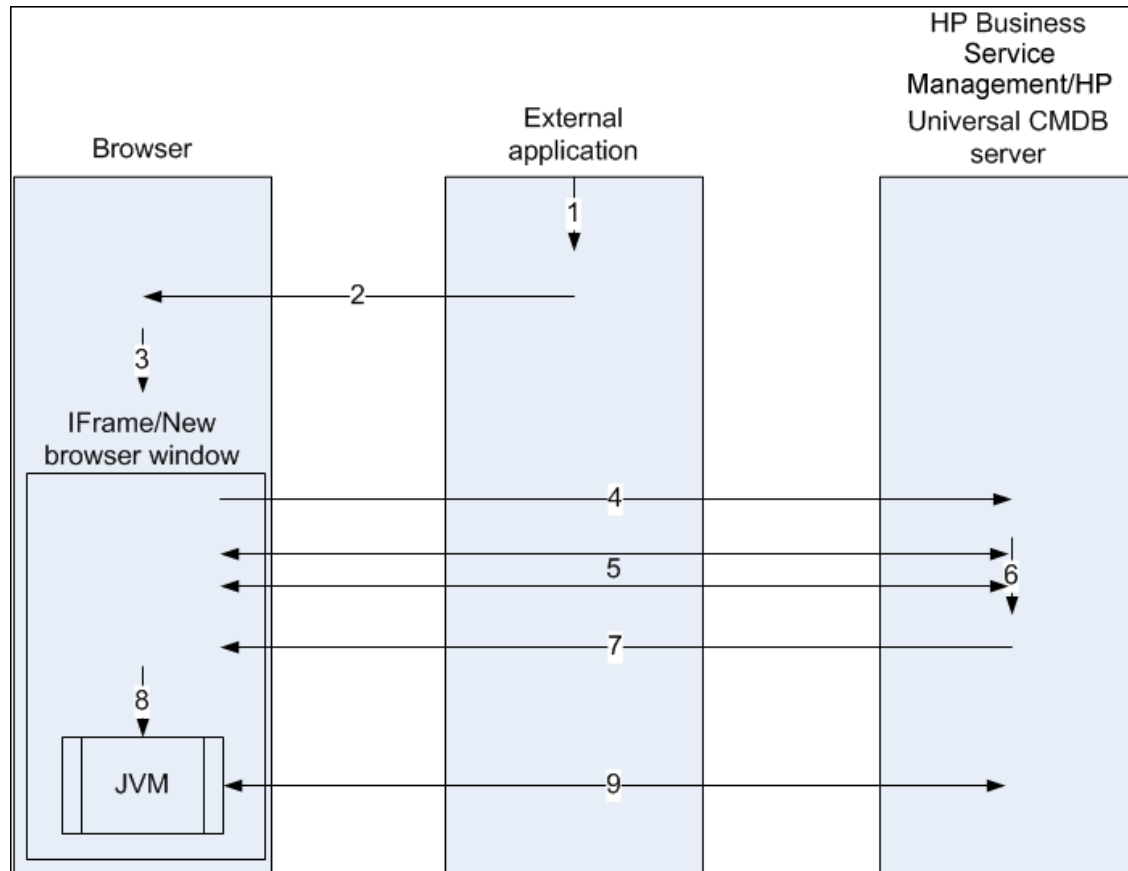 HP Business
Service
Management/HP
Universal CMDB
server
External
application
Browser
1
2
3
IFrame/New
browser window
4
5
6
7
8
JVM
9